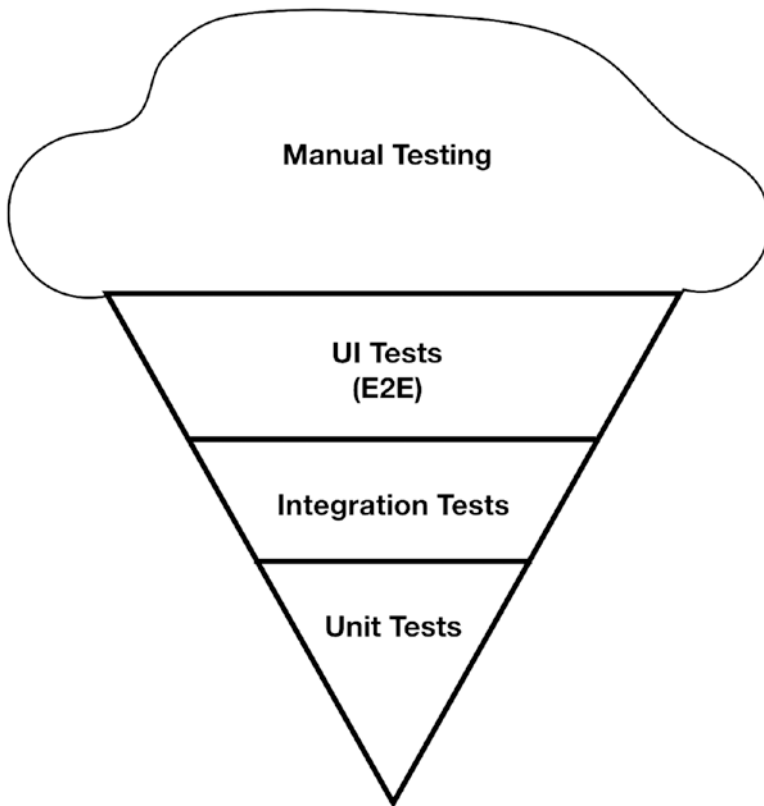 Manual Testing
UI Tests
(E2E)
Integration Tests
Unit Tests